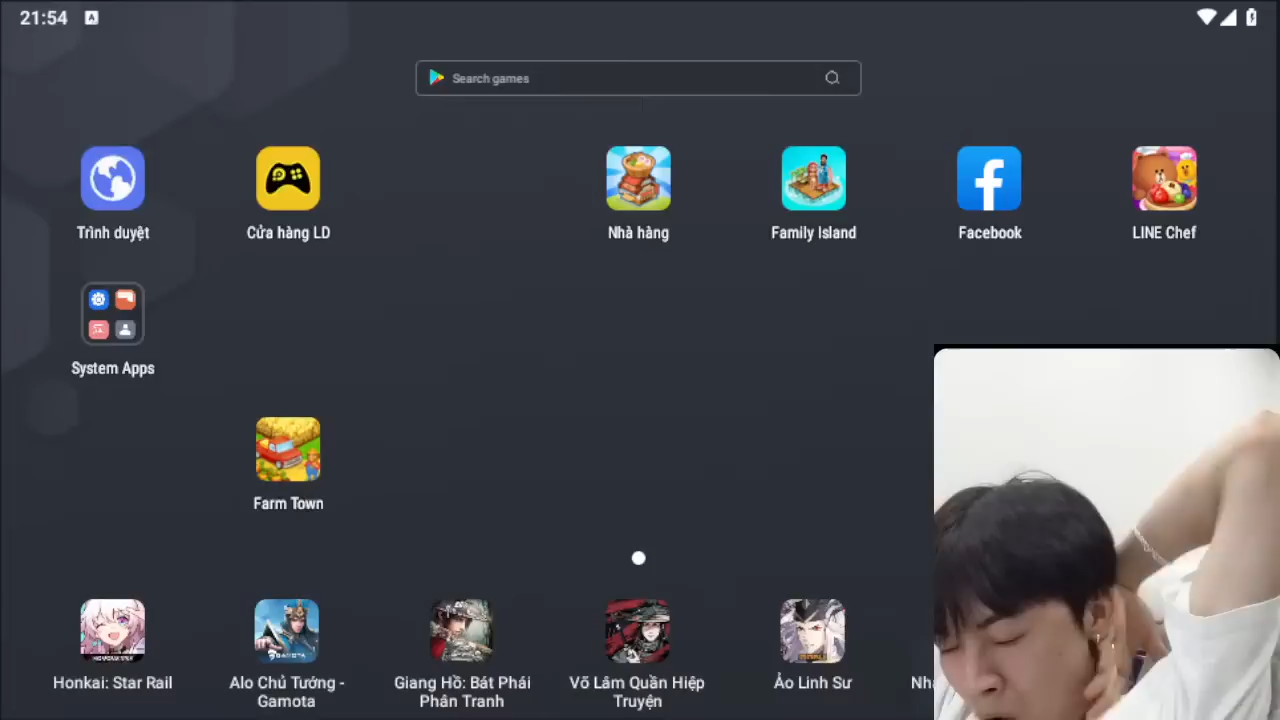 21:54
Search games
Trình duyệt
Cửa hàng LD
Nhà hàng
Family Island
Facebook
LINE Chef
System Apps
Farm Town
Honkai: Star Rail
Alo Chủ Tướng -
Gamota
Giang Hồ: Bát Phái
Phân Tranh
Võ Lâm Quần Hiệp
Truyện
Ảo Linh Sư